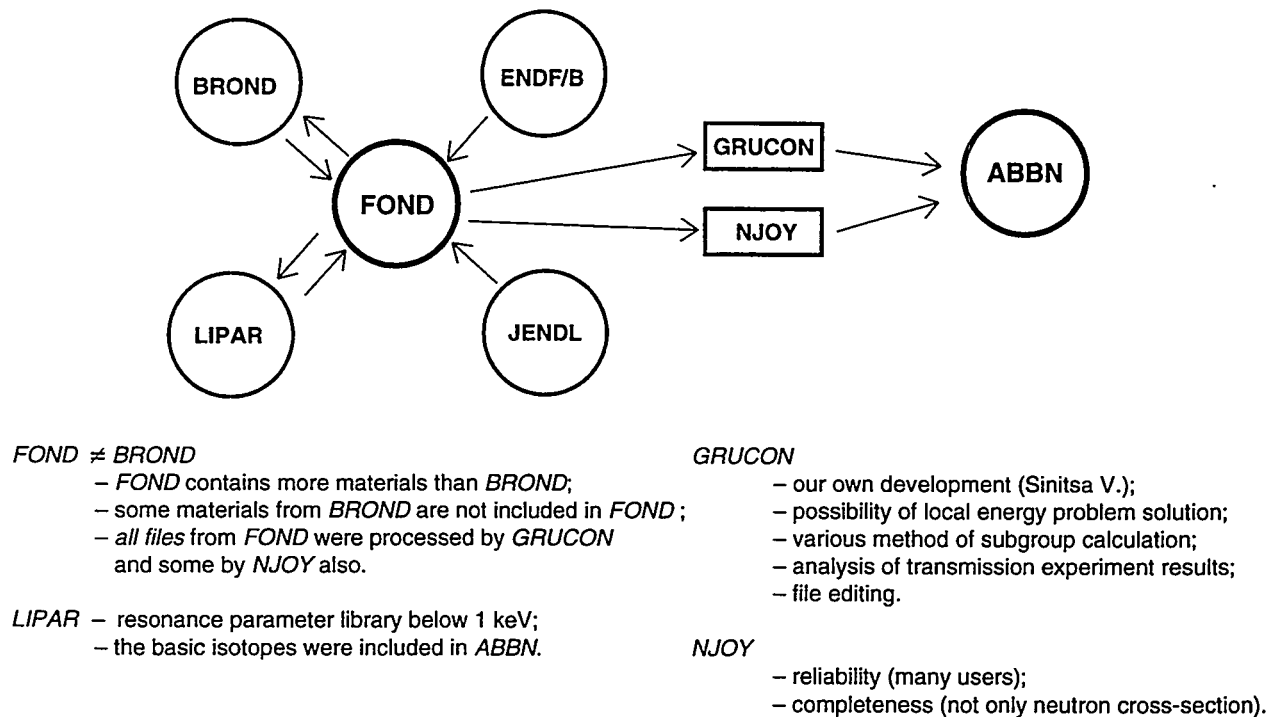 BROND
ENDF/B
FOND
GRUCON
NJOY
ABBN
LIPAR
JENDL
FOND ≠ BROND
– FOND contains more materials than BROND;
– some materials from BROND are not included in FOND ;
– all files from FOND were processed by GRUCON
and some by NJOY also.
LIPAR – resonance parameter library below 1 keV;
– the basic isotopes were included in ABBN.
GRUCON
– our own development (Sinitsa V.);
– possibility of local energy problem solution;
– various method of subgroup calculation;
– analysis of transmission experiment results;
– file editing.
NJOY
– reliability (many users);
– completeness (not only neutron cross-section).